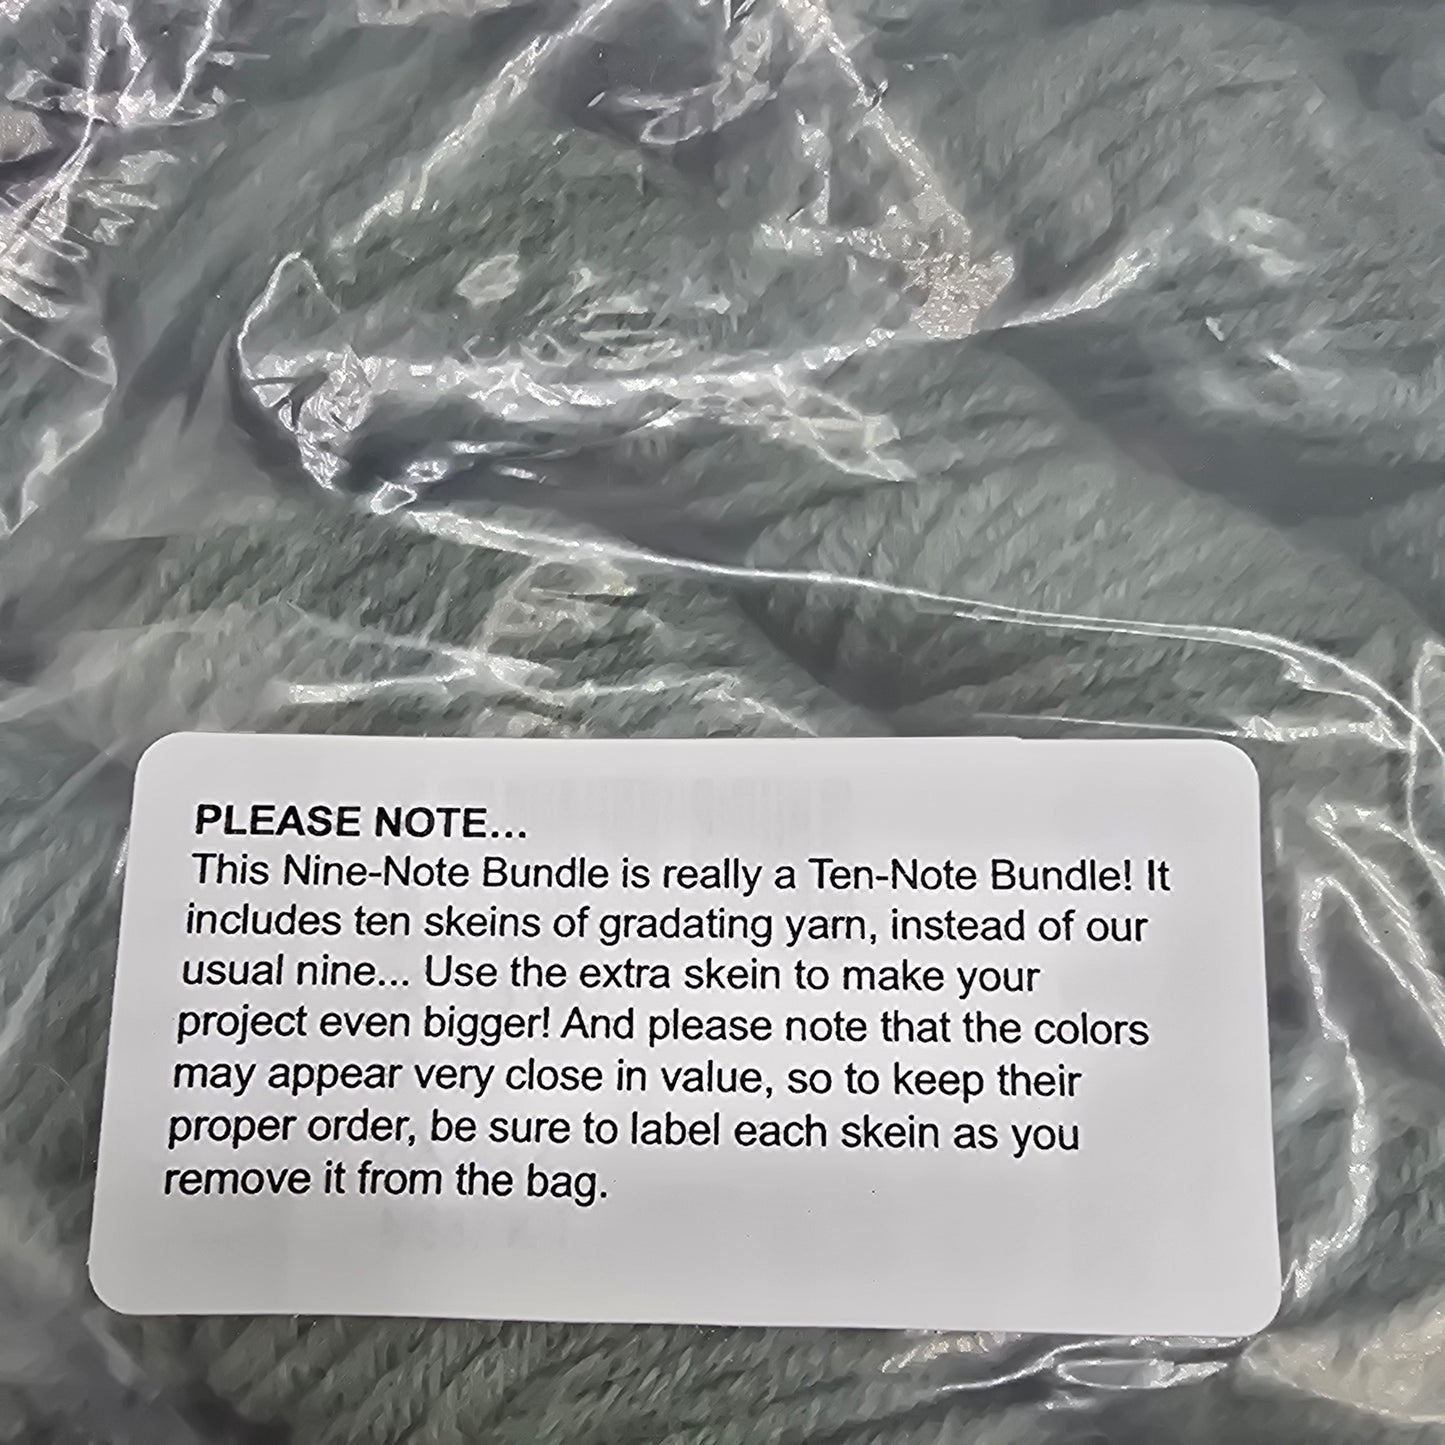 PLEASE NOTE...
This Nine-Note Bundle is really a Ten-Note Bundle! It
includes ten skeins of gradating yarn, instead of our
usual nine... Use the extra skein to make your
project even bigger! And please note that the colors
may appear very close in value, so to keep their
proper order, be sure to label each skein as you
remove it from the bag.